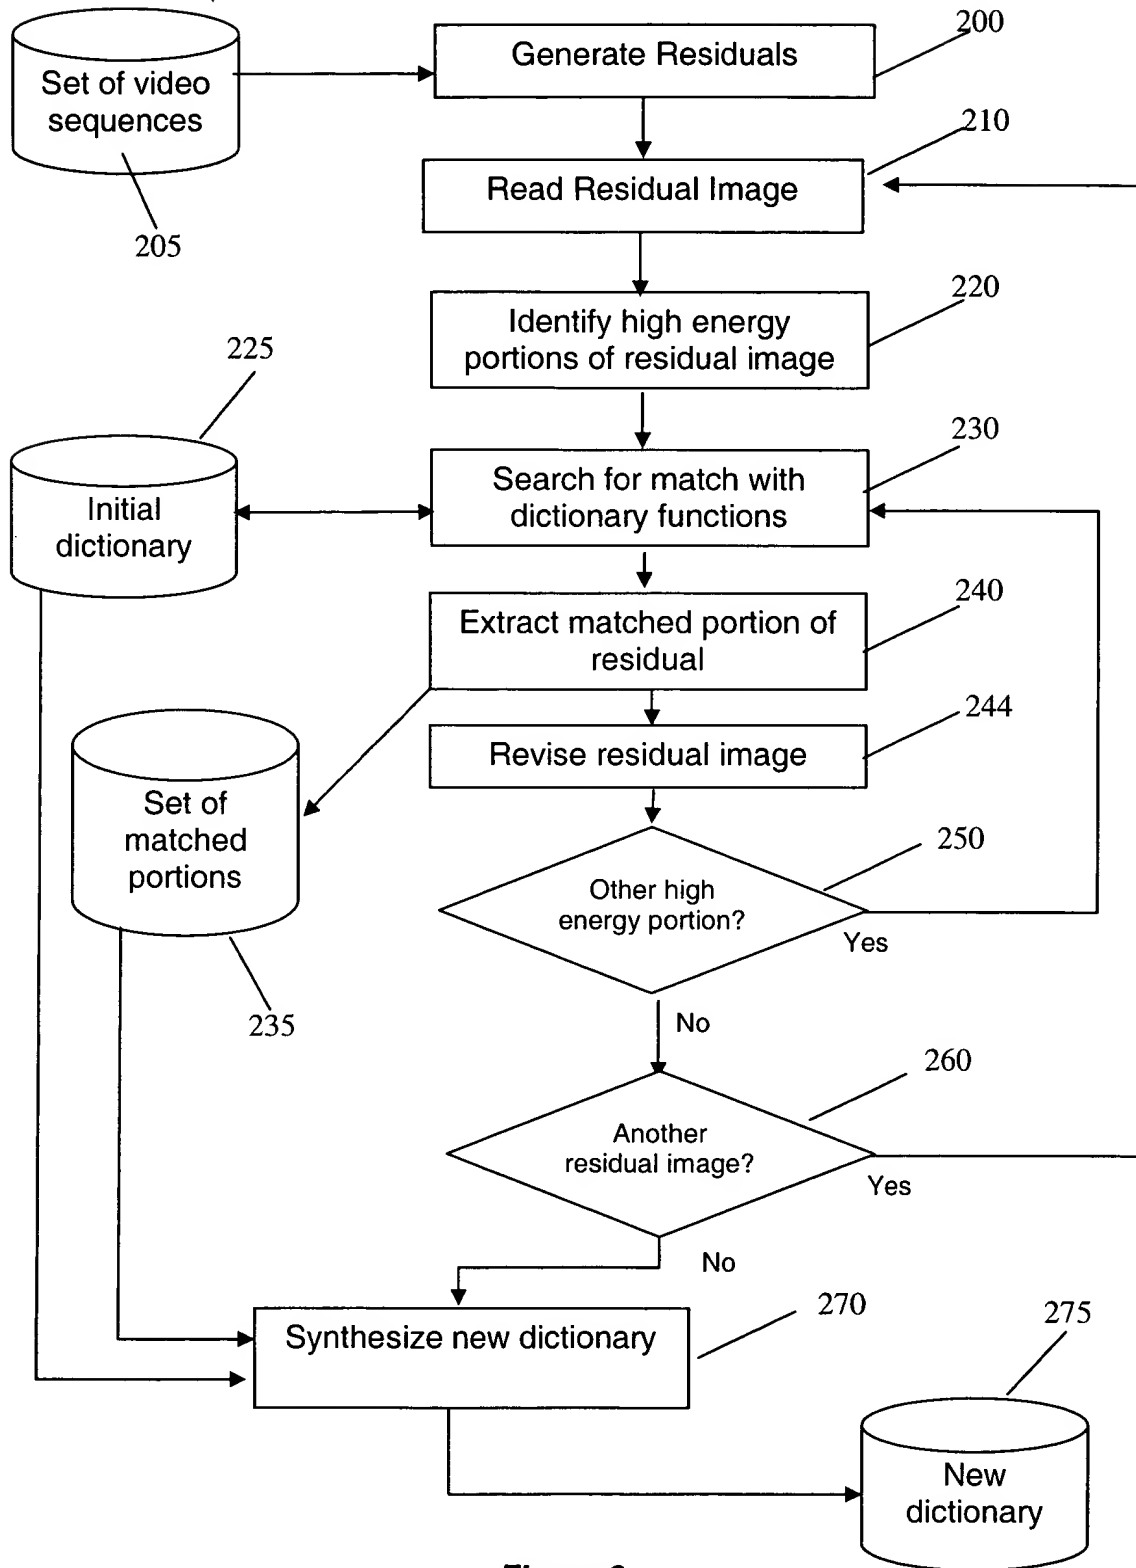 200
Generate Residuals
Set of video
sequences
210
Read Residual Image
205
220
Identify high energy
portions of residual image
225
230
Search for match with
dictionary functions
Initial
dictionary
240
Extract matched portion of
residual
244
Revise residual image
Set of
matched
portions
250
Other high
energy portion?
Yes
235
No
260
Another
residual image?
Yes
No
270
Synthesize new dictionary
275
New
dictionary